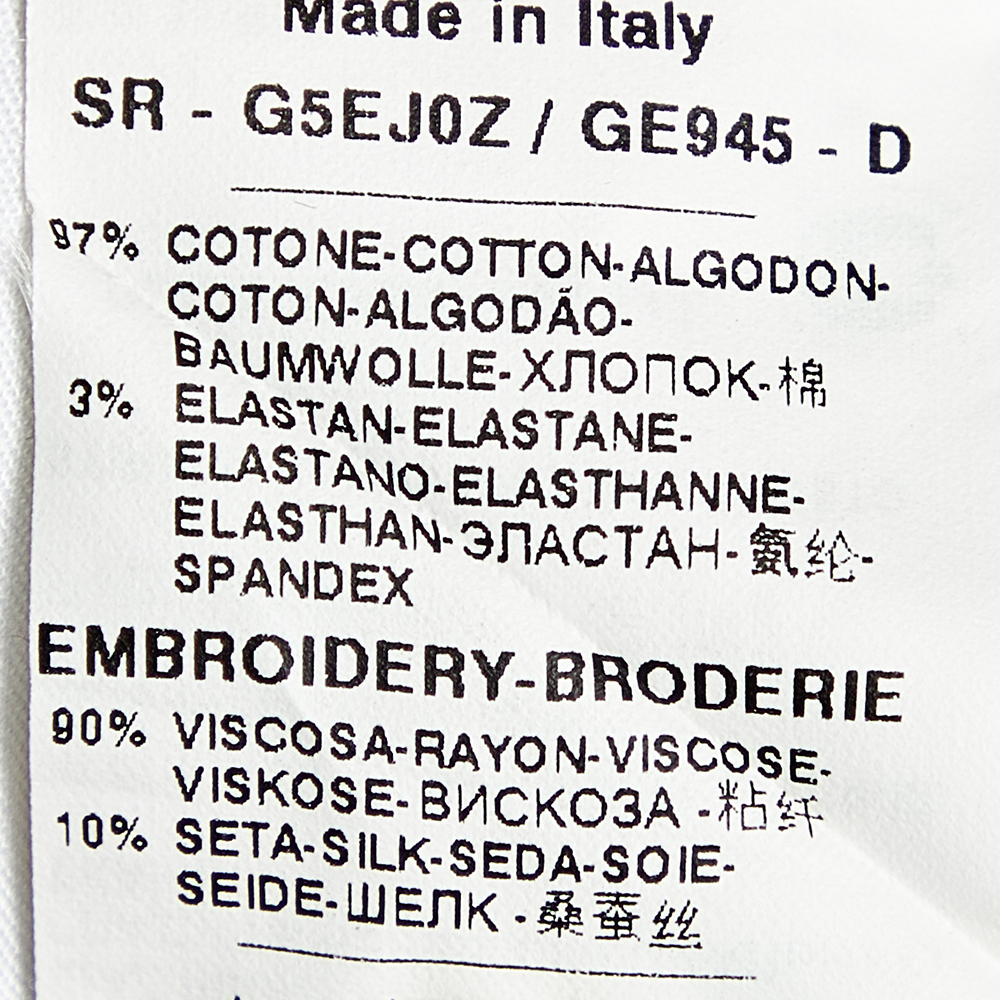 Made in Italy
SR - G5EJ0Z / GE945 - D
97% COTONE-COTTON-ALGODON-
COTON-ALGODÃO-
BAUMWOLLE-ХЛОПОК-棉
3% ELASTAN-ELASTANE-
ELASTANO-ELASTHANNE-
ELASTHAN-ЭЛАСТАН-氨纶-
SPANDEX
EMBROIDERY-BRODERIE
90% VISCOSA-RAYON-VISCOSE-
VISKOSE-ВИСКОЗА -粘纤
10% SETA-SILK-SEDA-SOIE-
SEIDE-ШЕЛК -桑蚕丝